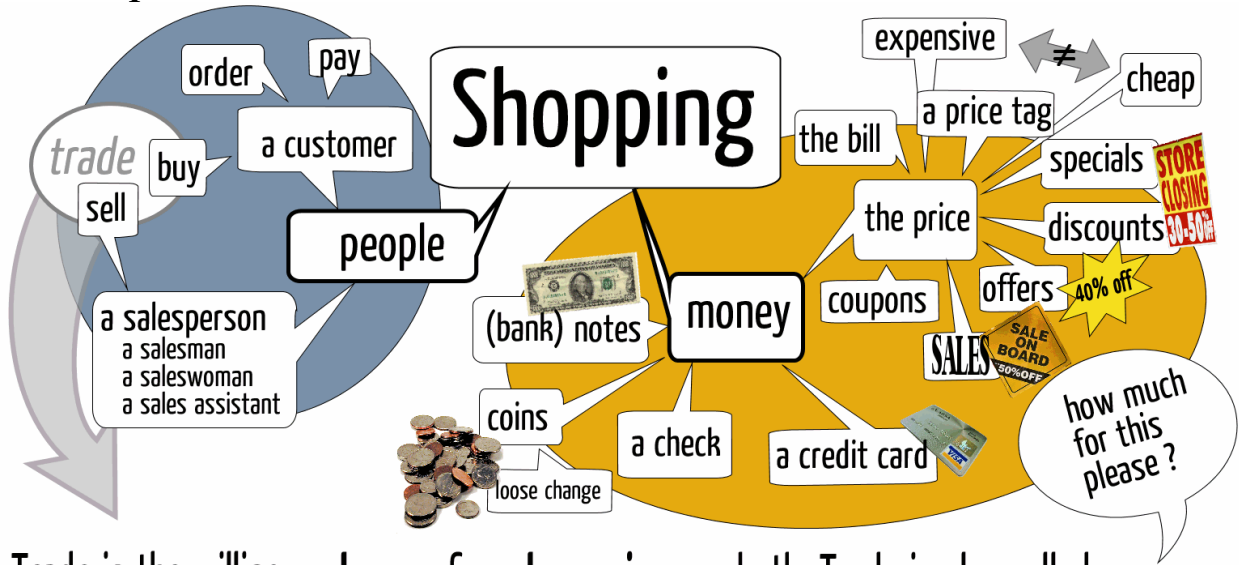 Shopping
order
pay
trade
buy
a customer
sell
people
a salesperson
a salesman
a saleswoman
a sales assistant
expensive
≠
cheap
a price tag
the bill
specials
STORE
CLOSING
30-50%
OFF
the price
discounts
offers
40% off
coupons
SALES
SALE
ON
BOARD
50% OFF
money
(bank) notes
coins
loose change
a check
a credit card
VISA
how much
for this
please ?